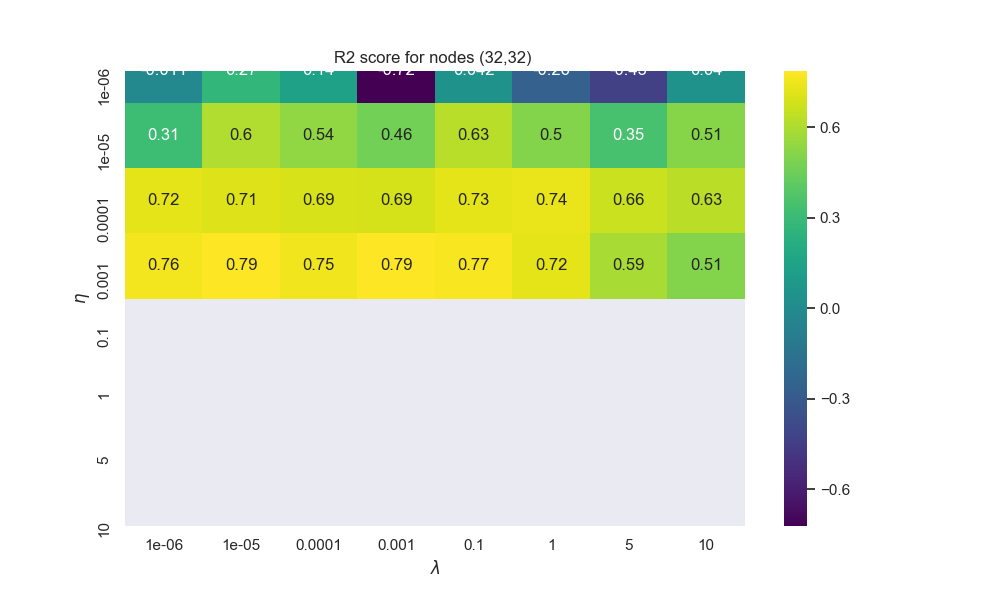 R2 score for nodes (32,32)
1e-06
1e-05 0.31 0.6 0.54 0.46 0.63 0.5 0.35 0.51
0.0001 0.72 0.71 0.69 0.69 0.73 0.74 0.66 0.63
0.001 0.76 0.79 0.75 0.79 0.77 0.72 0.59 0.51
η
0.1
1
5
10
1e-06 1e-05 0.0001 0.001 0.1 1 5 10
λ
0.6
0.3
0.0
−0.3
−0.6